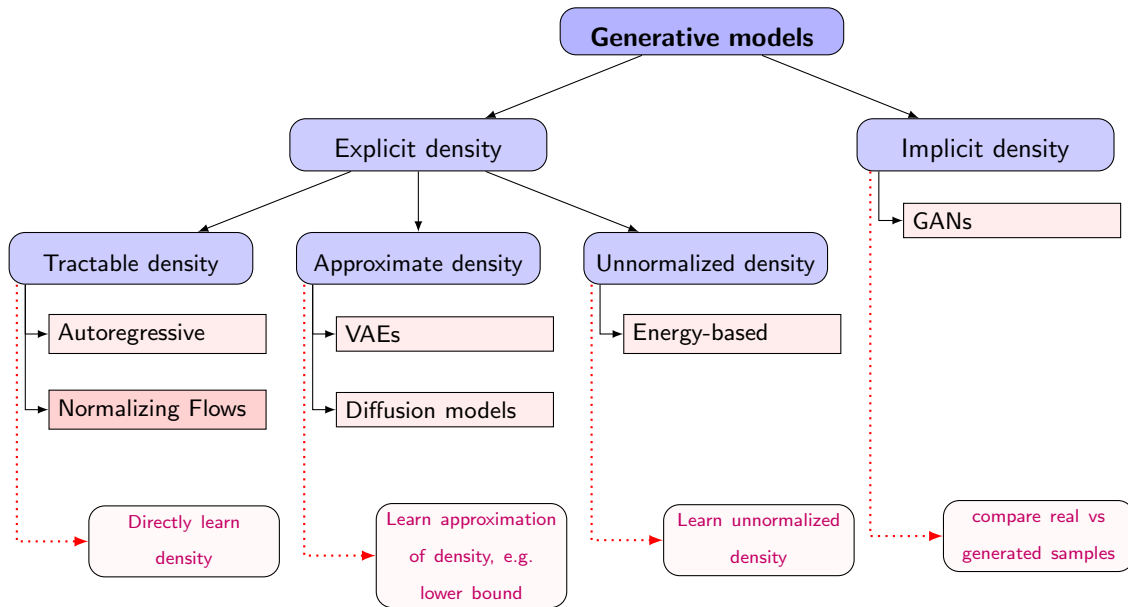 Generative models
Explicit density
Implicit density
GANs
Tractable density
Approximate density
Unnormalized density
Autoregressive
VAEs
Energy-based
Normalizing Flows
Diffusion models
Directly learn
density
Learn approximation
of density, e.g.
lower bound
Learn unnormalized
density
compare real vs
generated samples